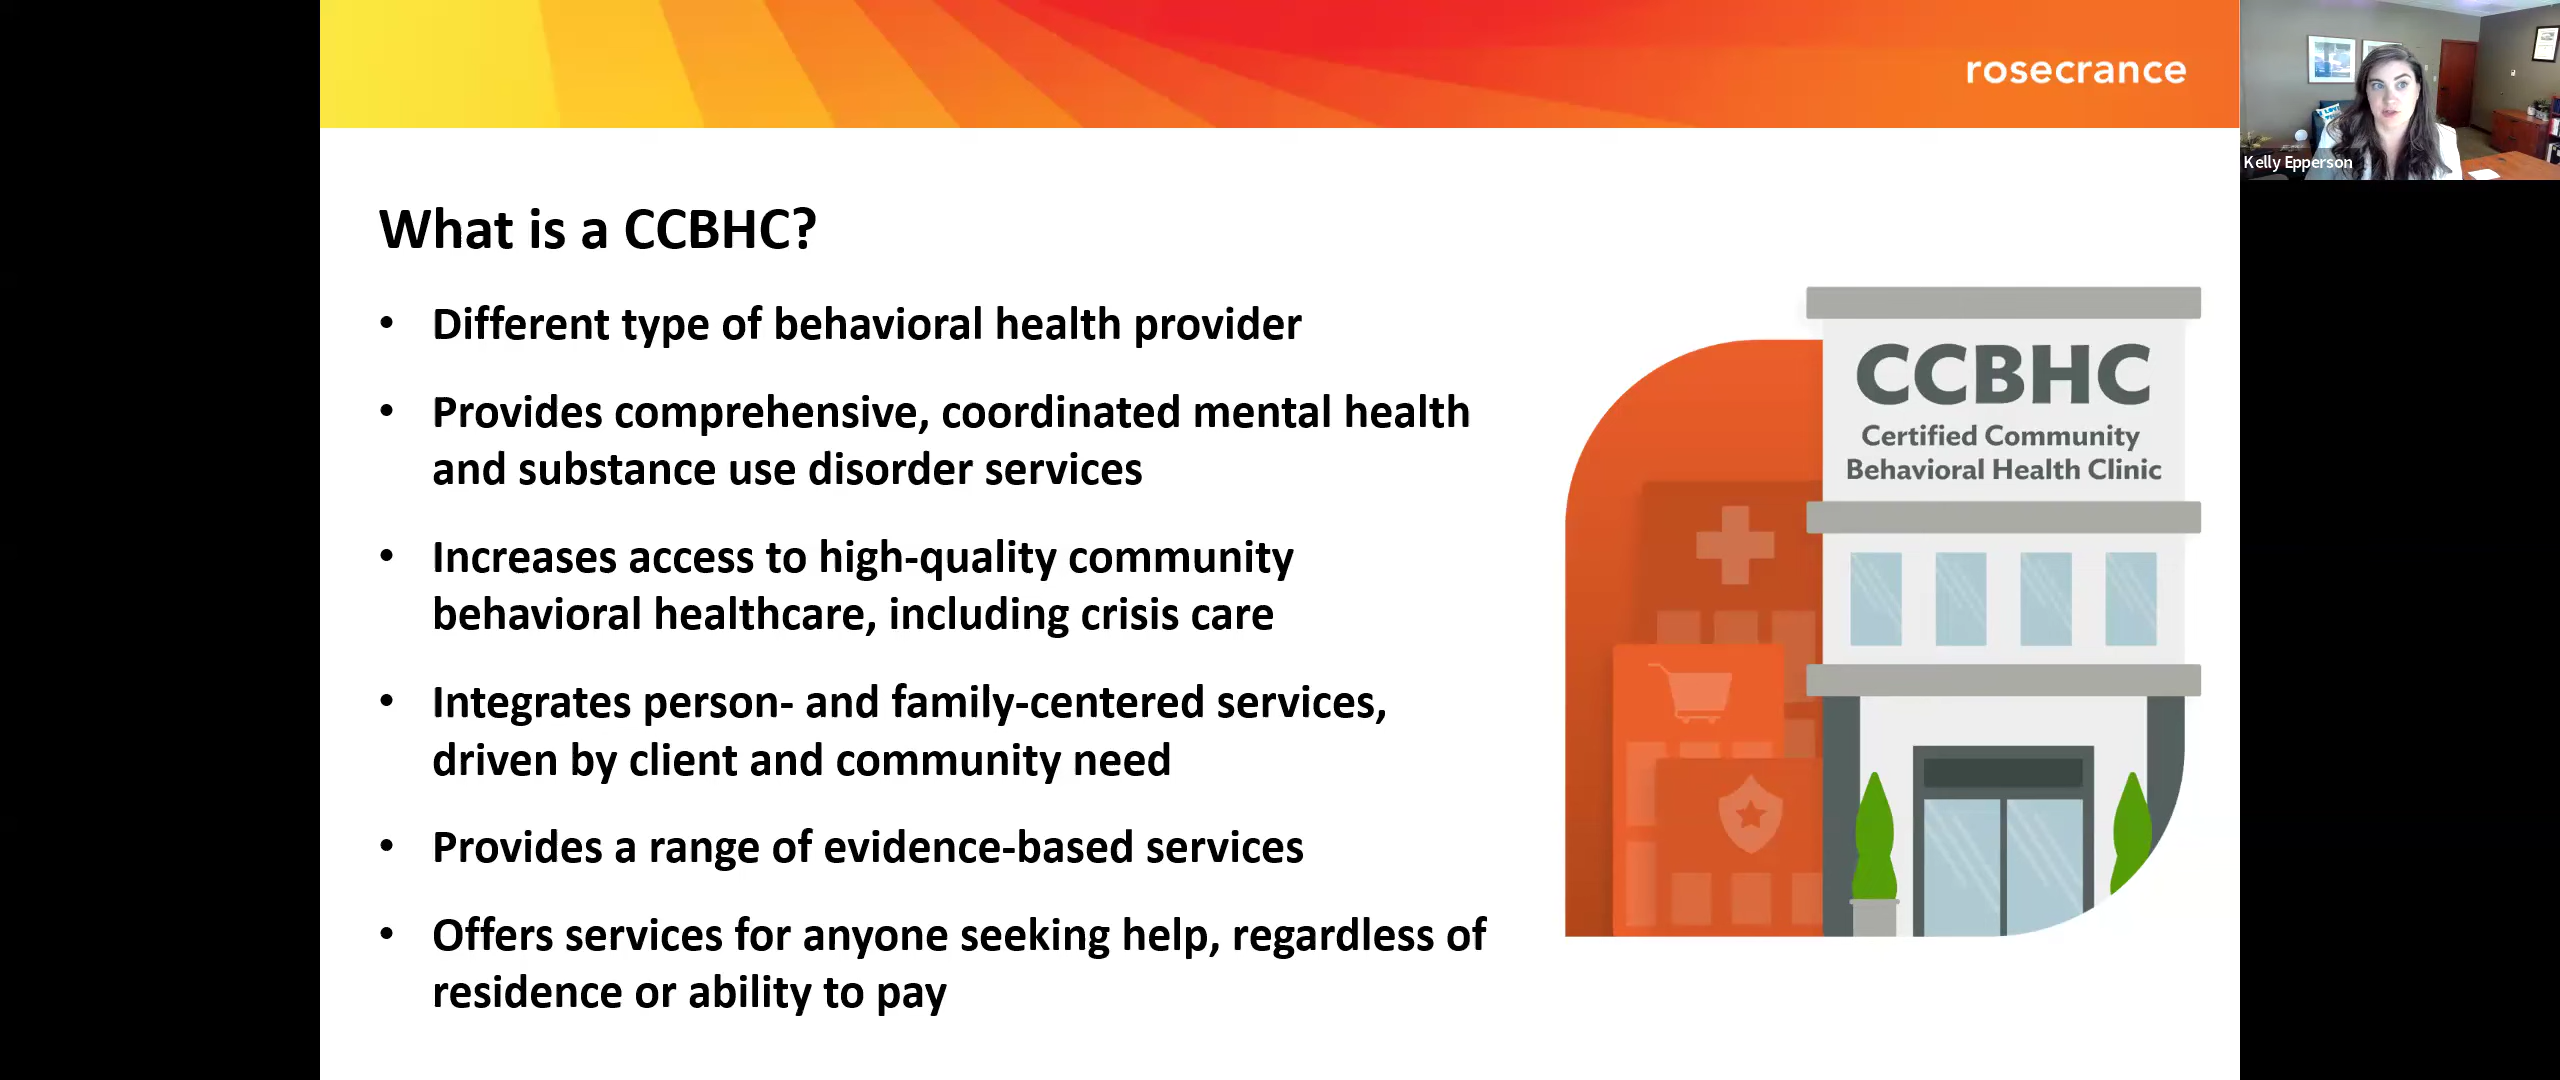 rosecrance
Kelly Epperson
What is a CCBHC?
• Different type of behavioral health provider
• Provides comprehensive, coordinated mental health
and substance use disorder services
• Increases access to high-quality community
behavioral healthcare, including crisis care
• Integrates person- and family-centered services,
driven by client and community need
• Provides a range of evidence-based services
• Offers services for anyone seeking help, regardless of
residence or ability to pay
CCBHC
Certified Community
Behavioral Health Clinic